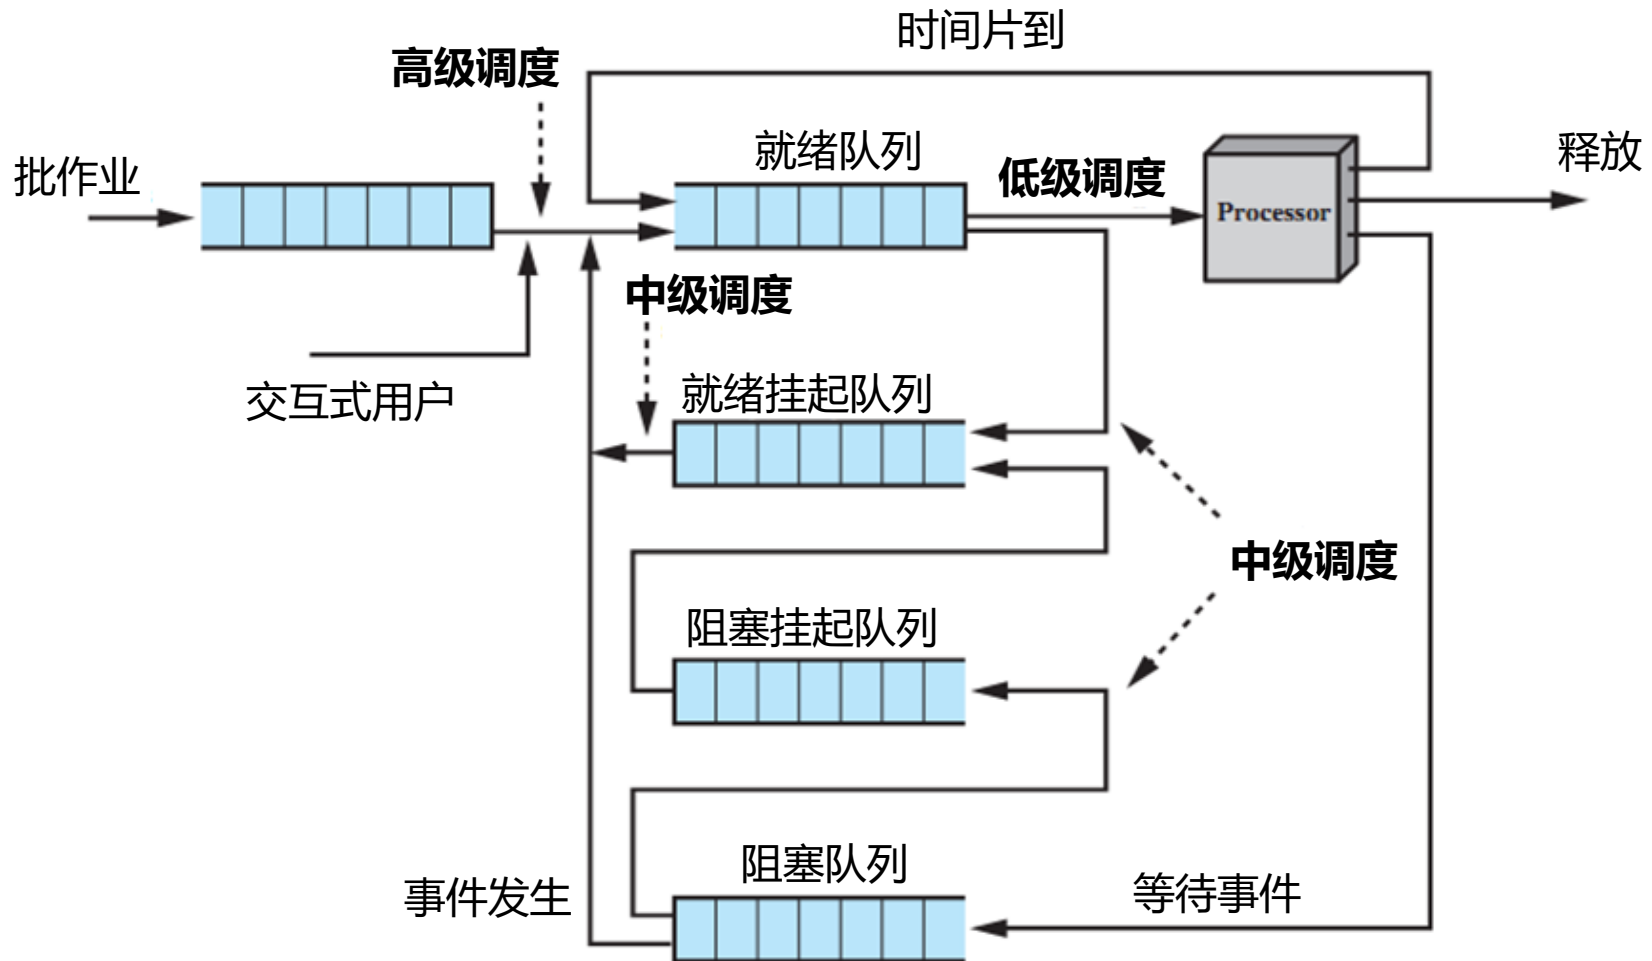 时间片到
高级调度
就绪队列
释放
批作业
低级调度
Processor
中级调度
就绪挂起队列
交互式用户
中级调度
阻塞挂起队列
阻塞队列
事件发生
等待事件